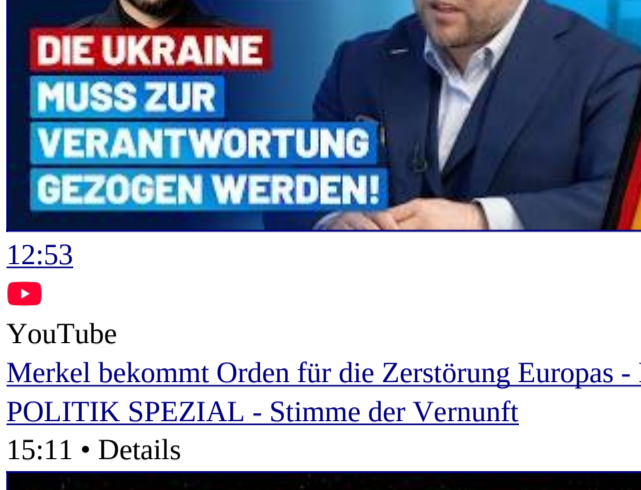 DIE UKRAINE
MUSS ZUR
VERANTWORTUNG
GEZOGEN WERDEN!
12:53
YouTube
Merkel bekommt Orden für die Zerstörung Europas -
POLITIK SPEZIAL - Stimme der Vernunft
15:11 • Details